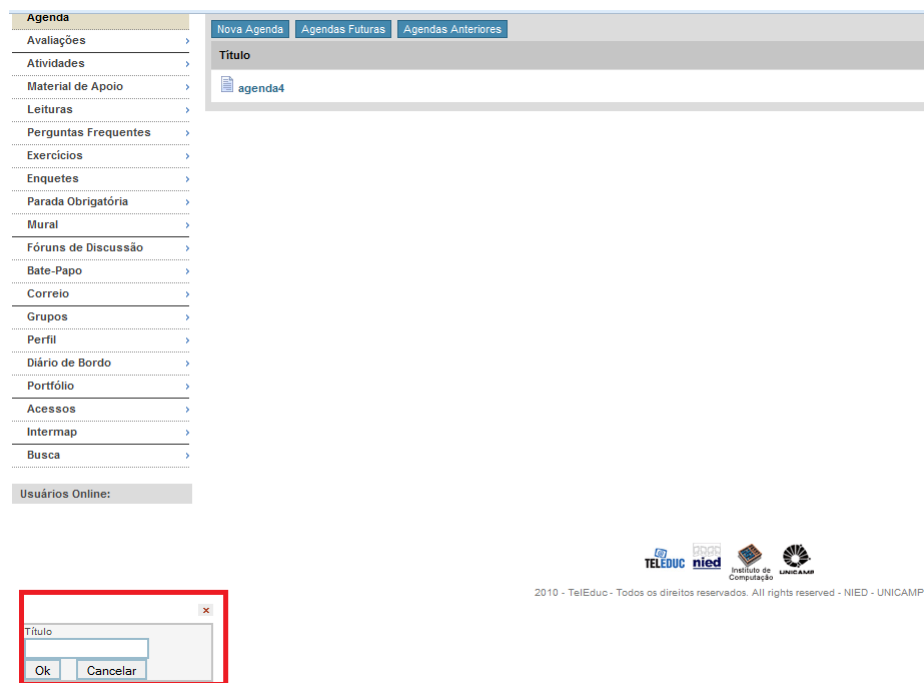 Agenda
Avaliações
Atividades
Material de Apoio
Leituras
Perguntas Frequentes
Exercícios
Enquetes
Parada Obrigatória
Mural
Fóruns de Discussão
Bate-Papo
Correio
Grupos
Perfil
Diário de Bordo
Portfólio
Acessos
Intermap
Busca
Usuários Online:
Nova Agenda Agendas Futuras Agendas Anteriores
Título
agenda4
TELEDUC nied Instituto de Computação UNICAMP
2010 - TelEduc - Todos os direitos reservados. All rights reserved - NIED - UNICAMP
Título
Ok Cancelar